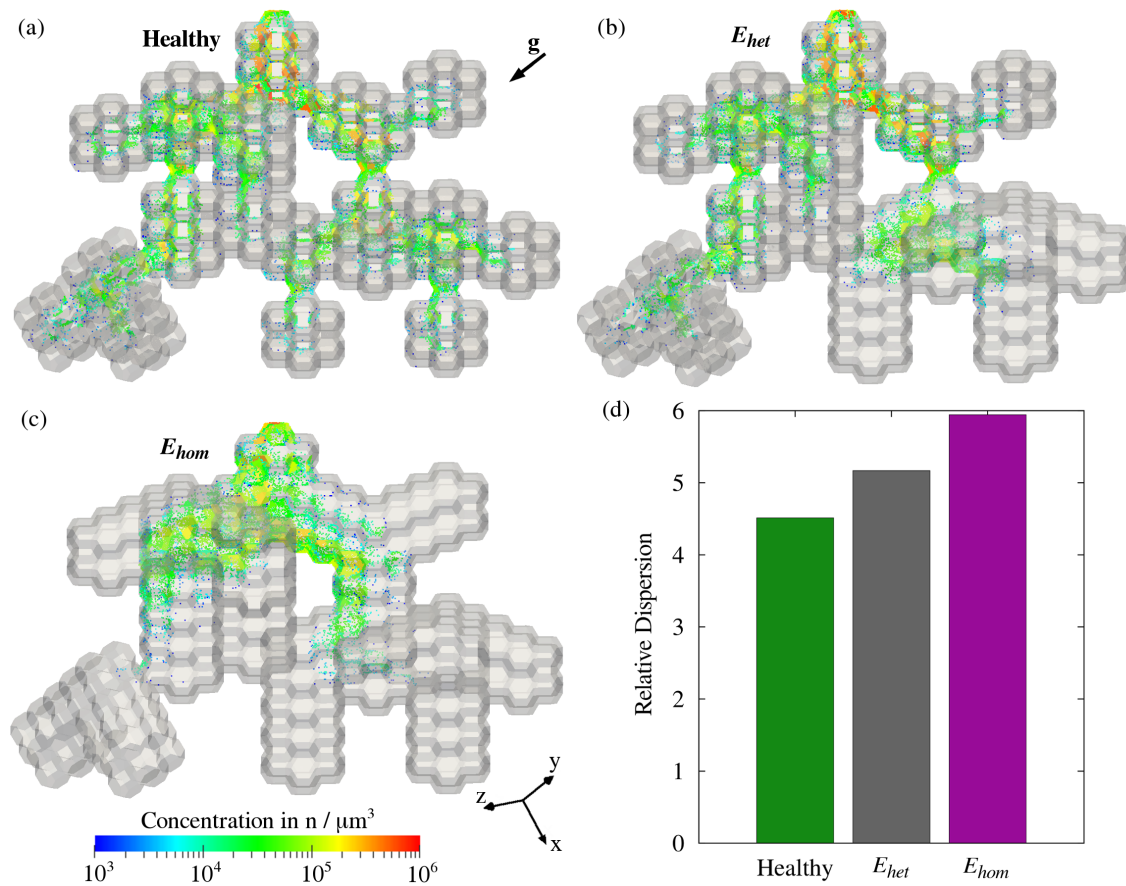 (a)
Healthy
g
(b)
E_het
(c)
E_hom
y
z
x
Concentration in n / μm³
10³ 10⁴ 10⁵ 10⁶
(d)
6
5
4
3
2
1
0
Relative Dispersion
Healthy E_het E_hom